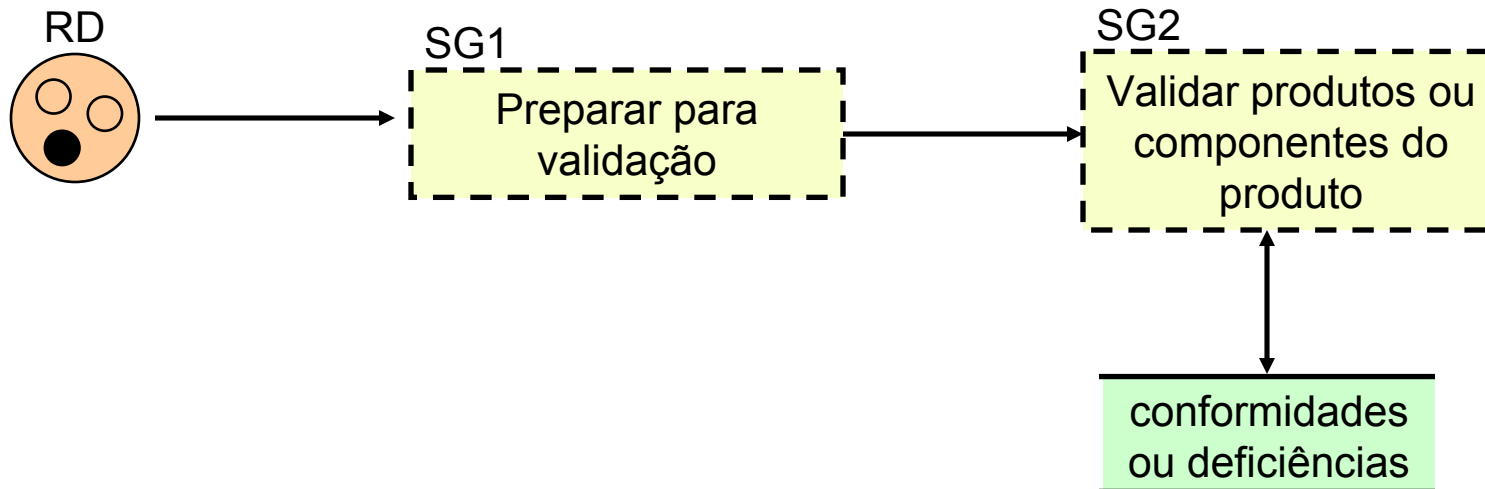 RD
SG1
Preparar para
validação
SG2
Validar produtos ou
componentes do
produto
conformidades
ou deficiências